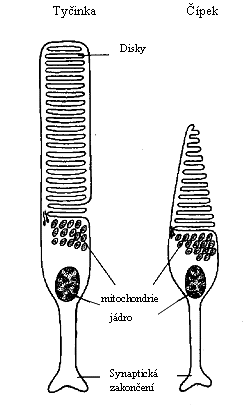 Tyčinka Čípek
Disky
mitochondrie
jádro
Synaptická
zakončení